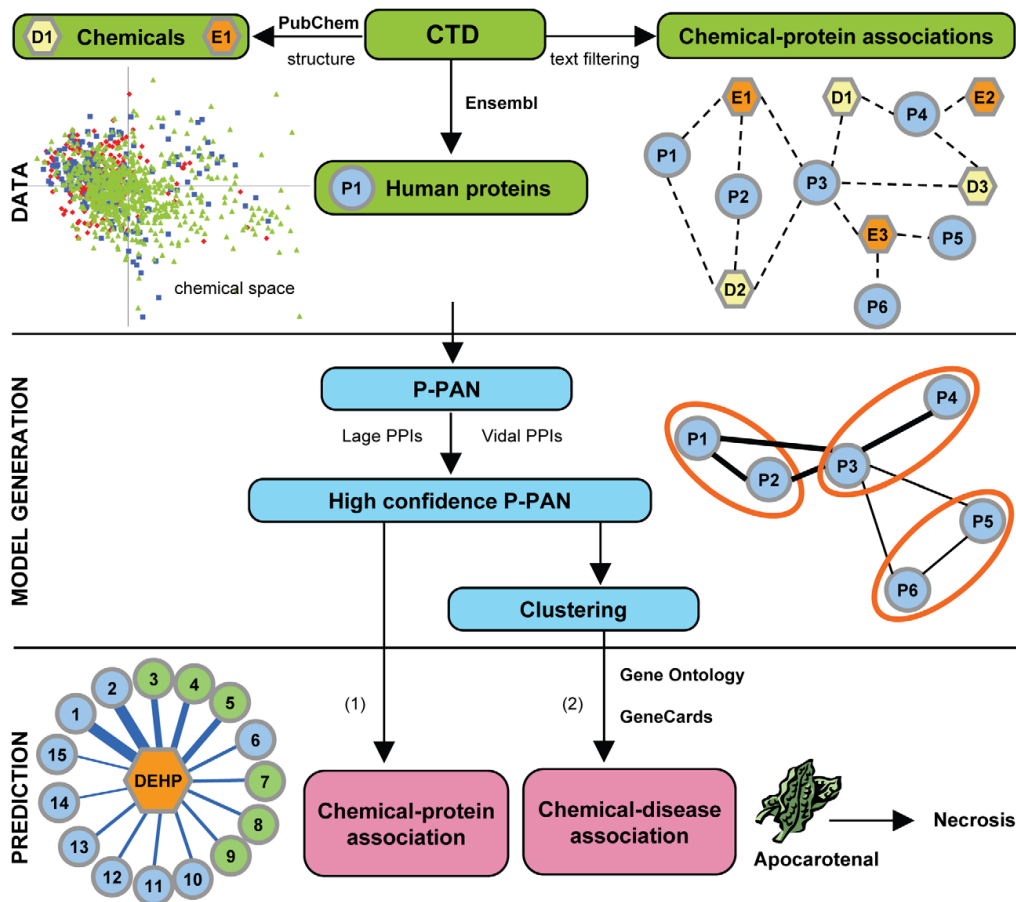 DATA
D1 Chemicals E1
PubChem
structure
CTD
text filtering
Chemical-protein associations
Ensembl
P1 Human proteins
chemical space
E1
D1
E2
P4
P1
P3
P2
D3
E3
P5
D2
P6
MODEL GENERATION
P-PAN
Lage PPIs
Vidal PPIs
High confidence P-PAN
Clustering
P4
P1
P3
P2
P5
P6
PREDICTION
DEHP
1
2
3
4
5
6
7
8
9
10
11
12
13
14
15
(1)
(2)
Gene Ontology
GeneCards
Chemical-protein
association
Chemical-disease
association
Apocarotenal
Necrosis